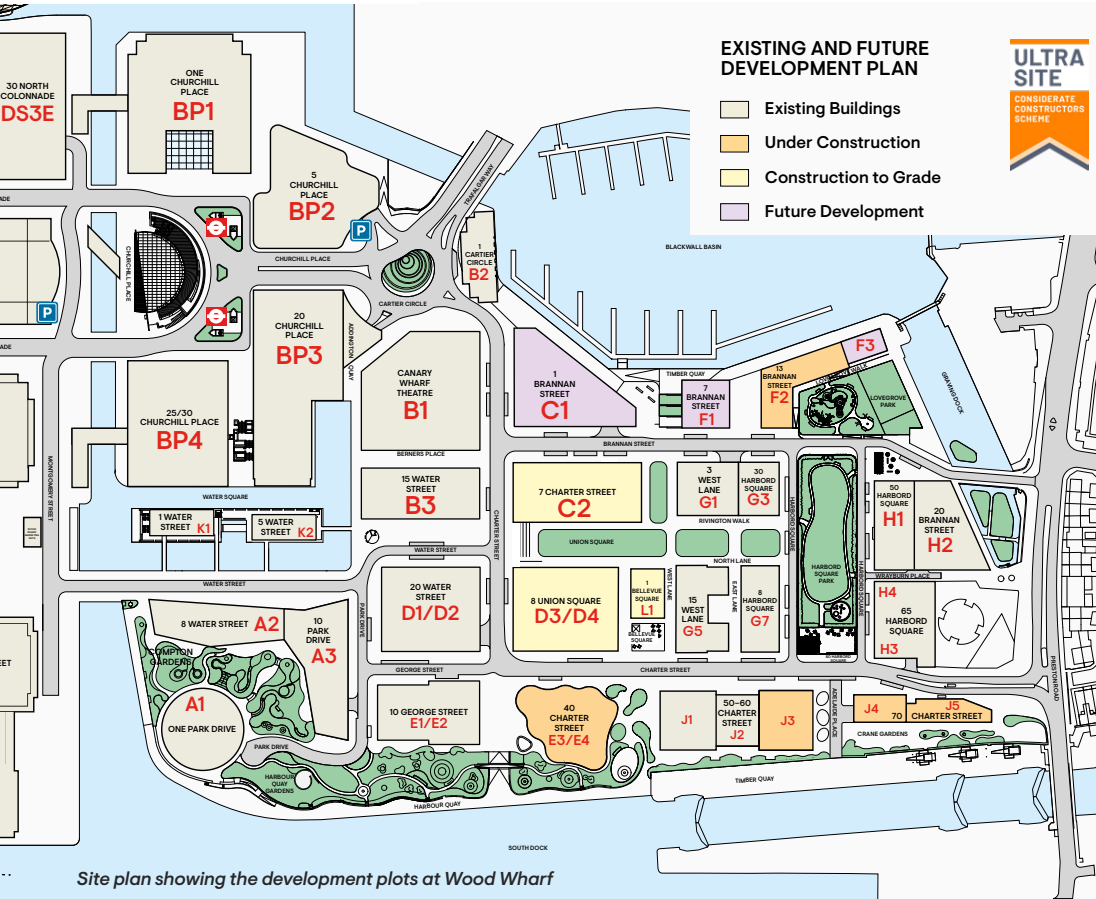 EXISTING AND FUTURE
DEVELOPMENT PLAN
Existing Buildings
Under Construction
Construction to Grade
Future Development
ULTRA
SITE
CONSIDERATE
CONSTRUCTORS
SCHEME
30 NORTH
COLONNADE
DS3E
ONE
CHURCHILL
PLACE
BP1
5
CHURCHILL
PLACE
BP2
P
TRAFALGAR WAY
1
CARTIER
CIRCLE
B2
BLACKWALL BASIN
ADE
CHURCHILL PLACE
CHURCHILL PLACE
CARTIER CIRCLE
P
ADE
20
CHURCHILL
PLACE
BP3
ADDINGTON QUAY
CANARY
WHARF
THEATRE
B1
1
BRANNAN
STREET
C1
TIMBER QUAY
7
BRANNAN
STREET
F1
13
BRANNAN
STREET
F2
F3
LOVEGROVE WALK
LOVEGROVE
PARK
GRAVING DOCK
25/30
CHURCHILL PLACE
BP4
BERNERS PLACE
BRANNAN STREET
MONTGOMERY STREET
WATER SQUARE
15 WATER
STREET
B3
CHARTER STREET
7 CHARTER STREET
C2
3
WEST
LANE
G1
30
HARBORD
SQUARE
G3
RIVINGTON WALK
HARBORD SQUARE
50
HARBORD
SQUARE
H1
20
BRANNAN
STREET
H2
1 WATER
STREET K1
5 WATER
STREET K2
WATER STREET
UNION SQUARE
NORTH LANE
HARBORD
SQUARE
PARK
HARBORD SQUARE
WRAYBURN PLACE
WATER STREET
PARK DRIVE
20 WATER
STREET
D1/D2
8 UNION SQUARE
D3/D4
1
BELLEVUE
SQUARE
L1
BELLEVUE
SQUARE
WEST LANE
15
WEST
LANE
G5
EAST LANE
8
HARBORD
SQUARE
G7
H4
65
HARBORD
SQUARE
H3
60 HARBORD
SQUARE
8 WATER STREET A2
10
PARK
DRIVE
A3
COMPTON
GARDENS
A1
ONE PARK DRIVE
GEORGE STREET
CHARTER STREET
PRESTON ROAD
10 GEORGE STREET
E1/E2
40
CHARTER
STREET
E3/E4
J1
50–60
CHARTER
STREET
J2
J3
ADELAIDE PLACE
J4
J5
70 CHARTER STREET
CRANE GARDENS
PARK DRIVE
HARBOUR
QUAY
GARDENS
HARBOUR QUAY
TIMBER QUAY
SOUTH DOCK
EET
Site plan showing the development plots at Wood Wharf